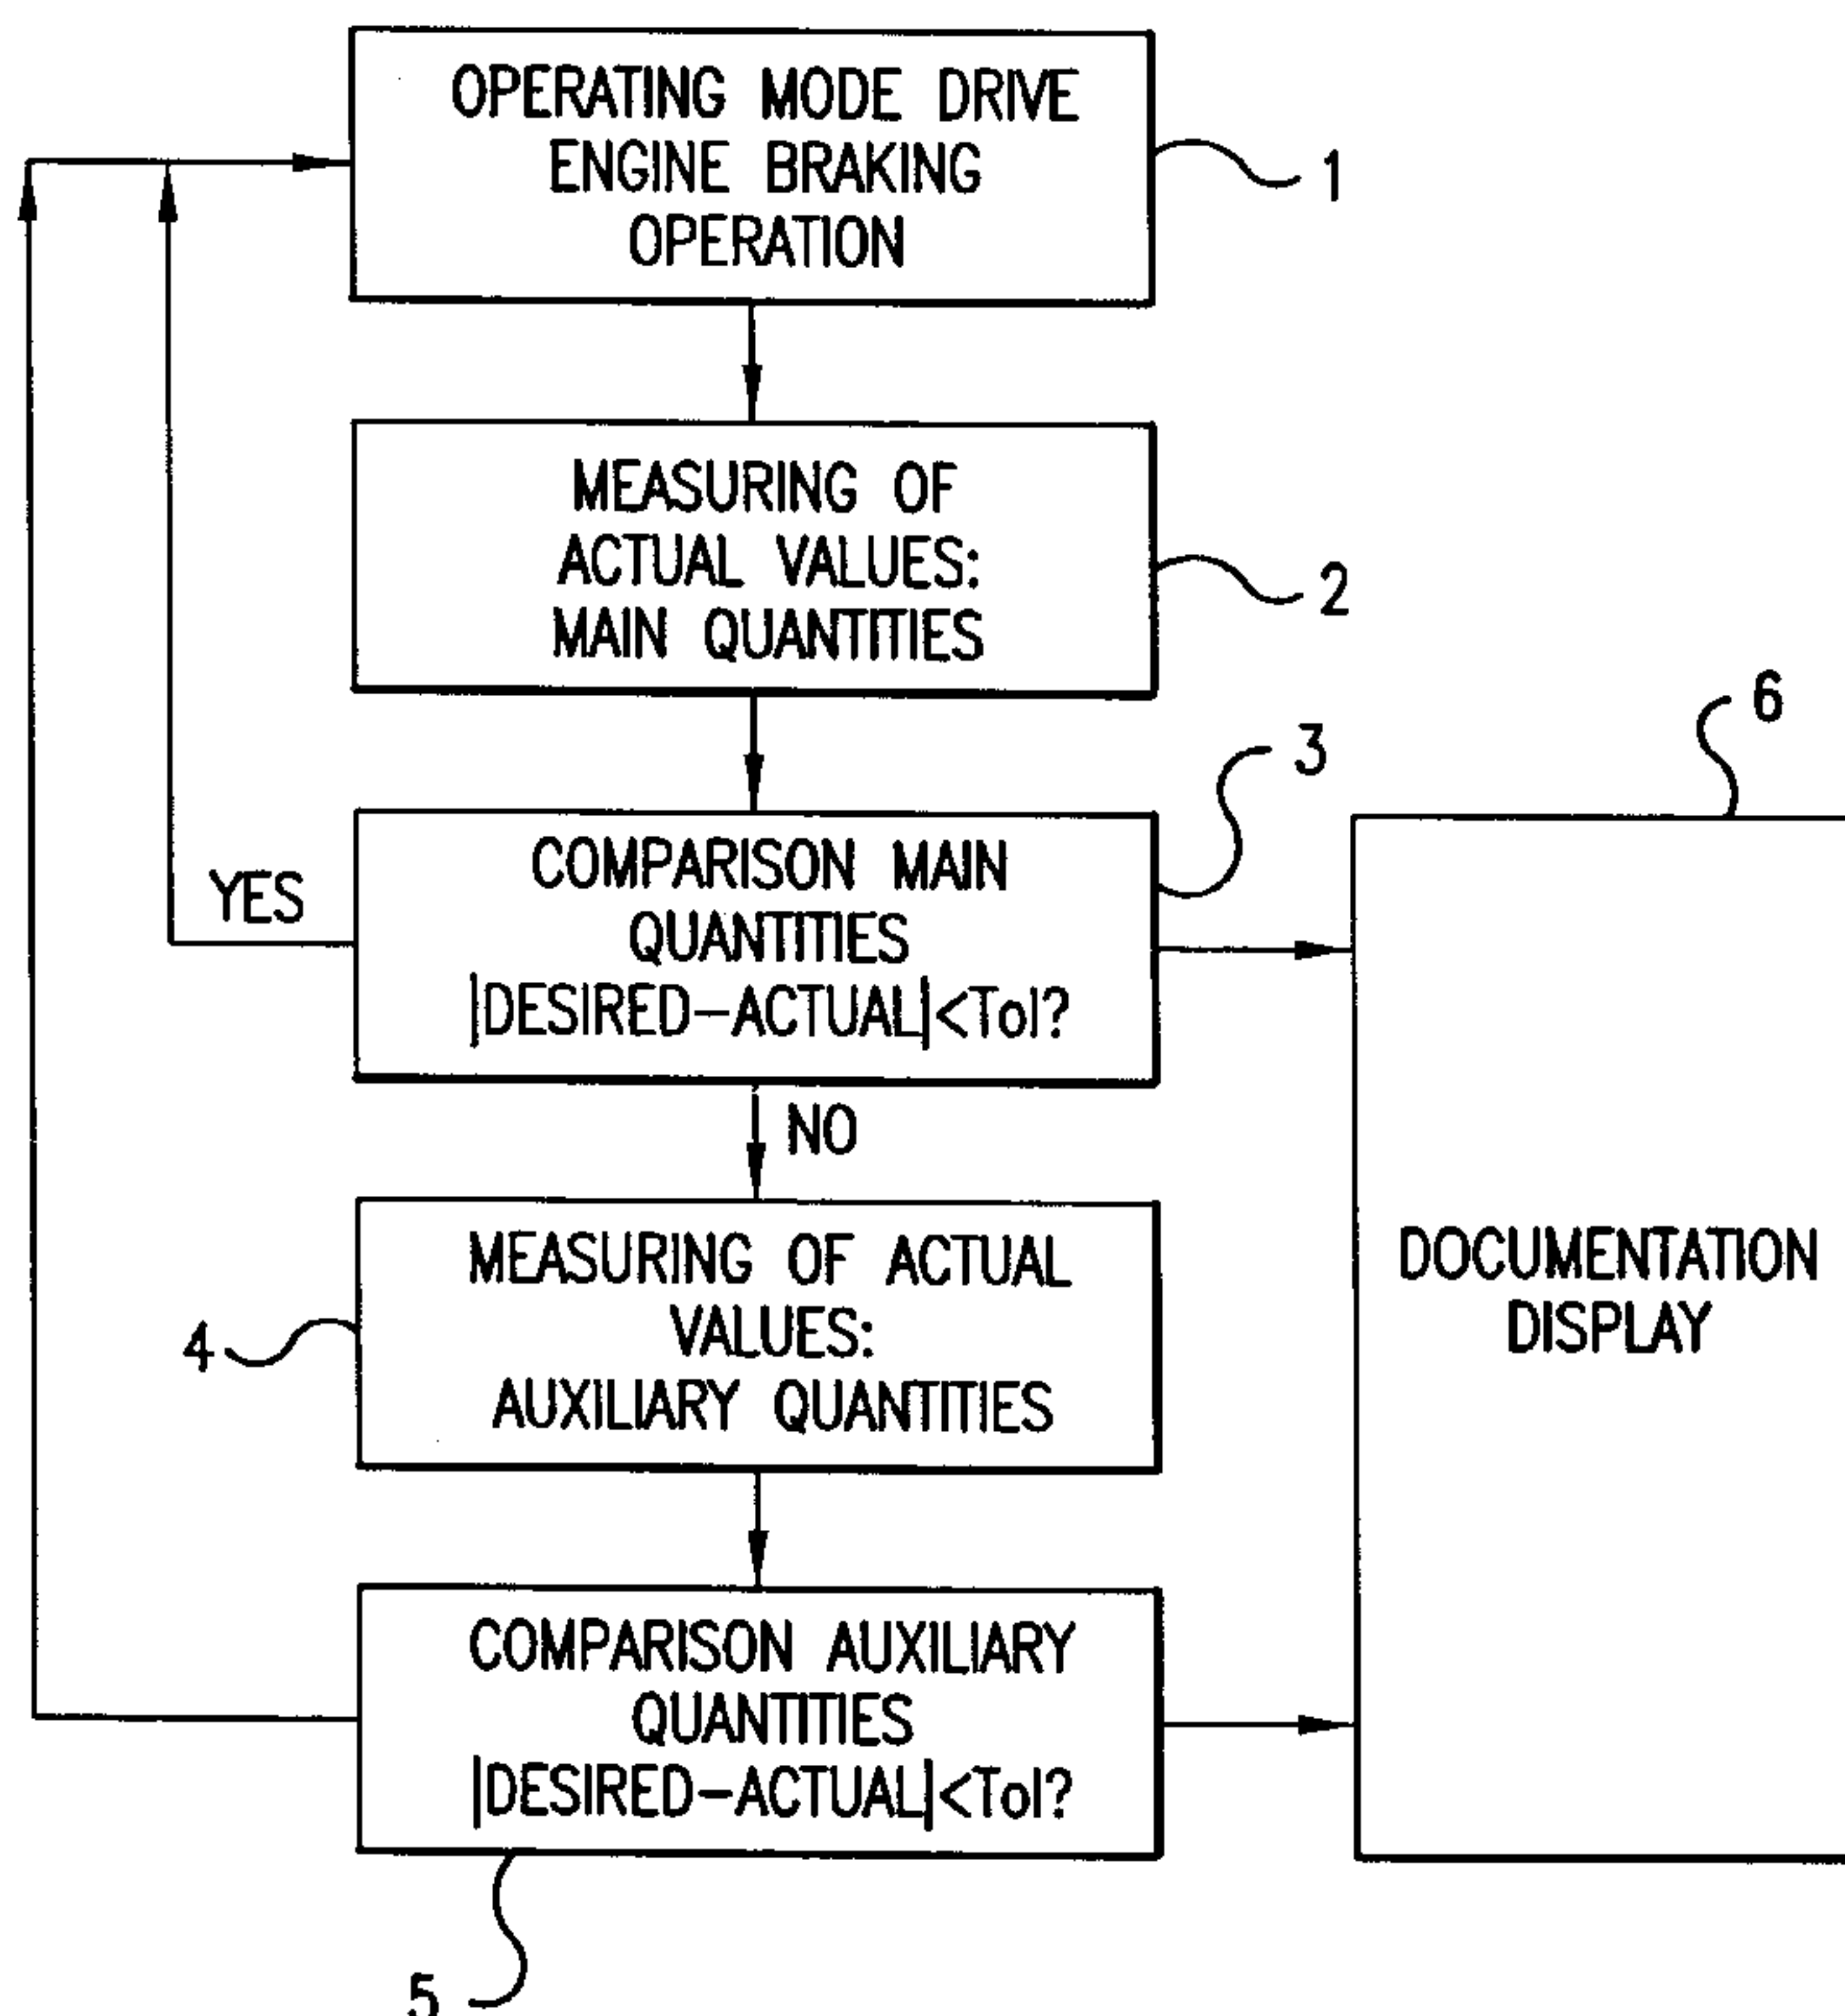 OPERATING MODE DRIVE
ENGINE BRAKING
OPERATION
1
MEASURING OF
ACTUAL VALUES:
MAIN QUANTITIES
2
6
3
COMPARISON MAIN
QUANTITIES
|DESIRED-ACTUAL|<Tol?
YES
NO
MEASURING OF ACTUAL
VALUES:
AUXILIARY QUANTITIES
4
DOCUMENTATION
DISPLAY
COMPARISON AUXILIARY
QUANTITIES
|DESIRED-ACTUAL|<Tol?
5